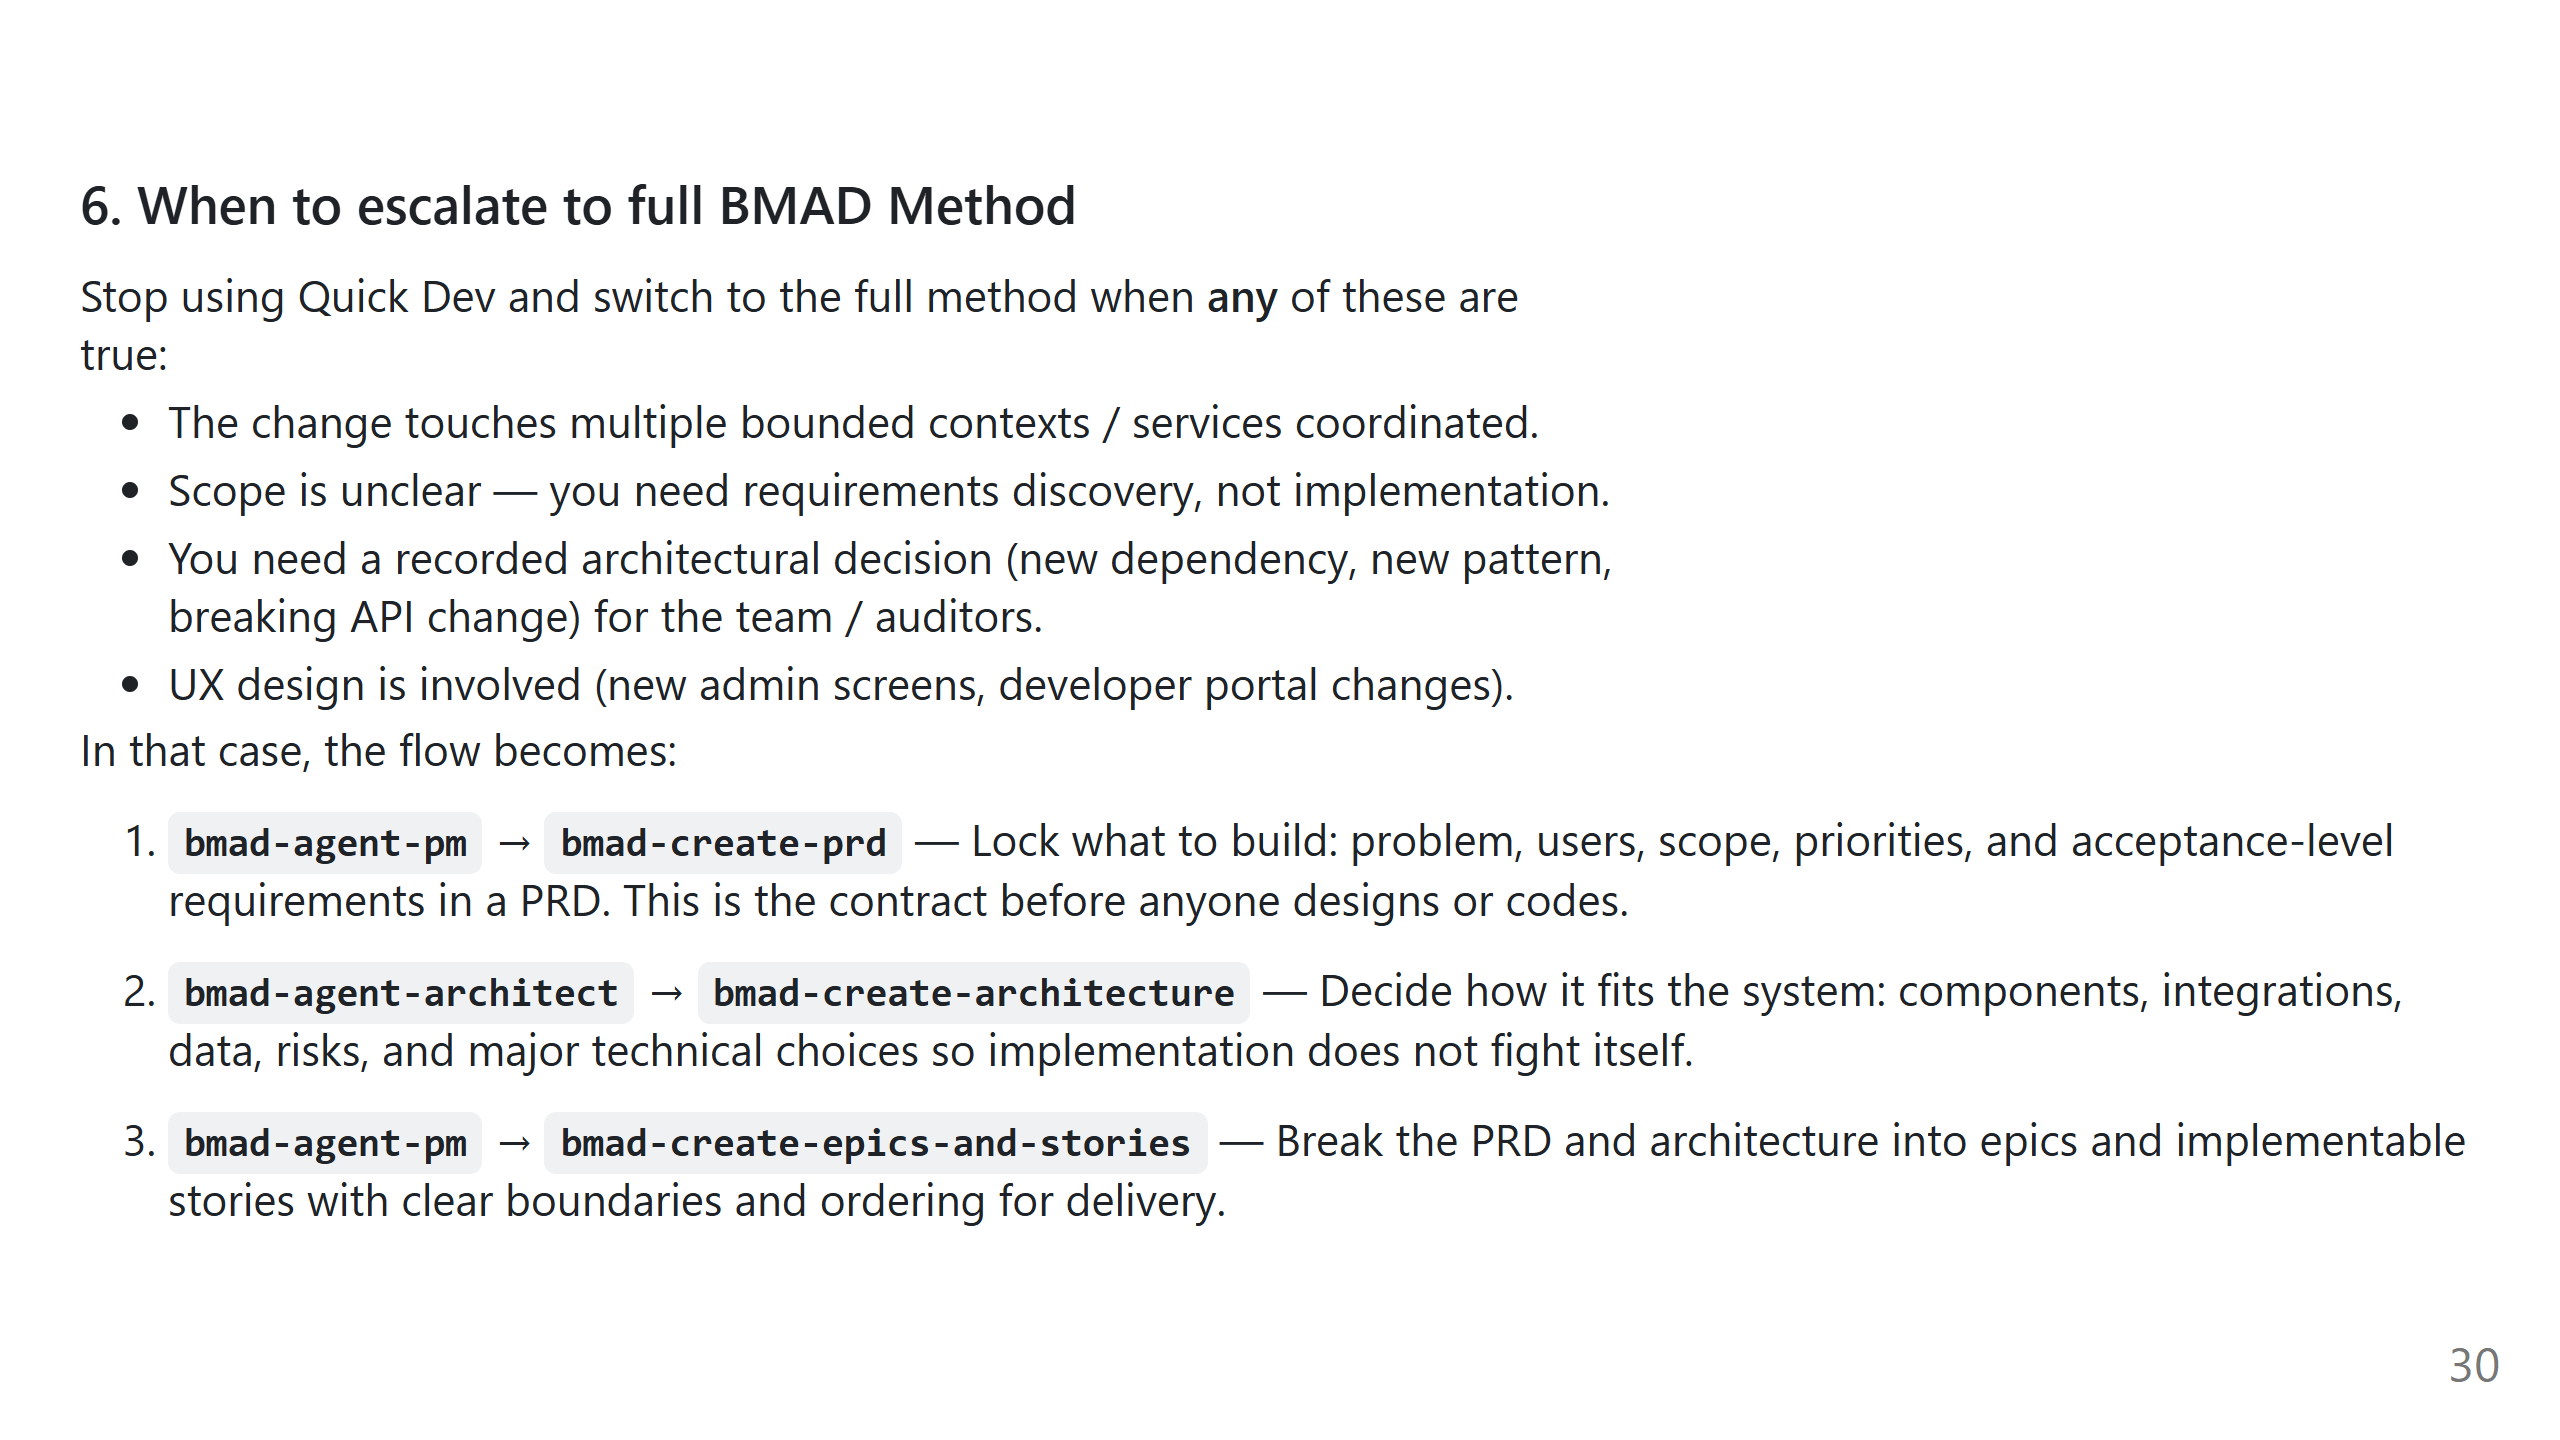 6. When to escalate to full BMAD Method
Stop using Quick Dev and switch to the full method when any of these are
true:
• The change touches multiple bounded contexts / services coordinated.
• Scope is unclear — you need requirements discovery, not implementation.
• You need a recorded architectural decision (new dependency, new pattern,
breaking API change) for the team / auditors.
• UX design is involved (new admin screens, developer portal changes).
In that case, the flow becomes:
1. bmad-agent-pm → bmad-create-prd — Lock what to build: problem, users, scope, priorities, and acceptance-level
requirements in a PRD. This is the contract before anyone designs or codes.
2. bmad-agent-architect → bmad-create-architecture — Decide how it fits the system: components, integrations,
data, risks, and major technical choices so implementation does not fight itself.
3. bmad-agent-pm → bmad-create-epics-and-stories — Break the PRD and architecture into epics and implementable
stories with clear boundaries and ordering for delivery.
30